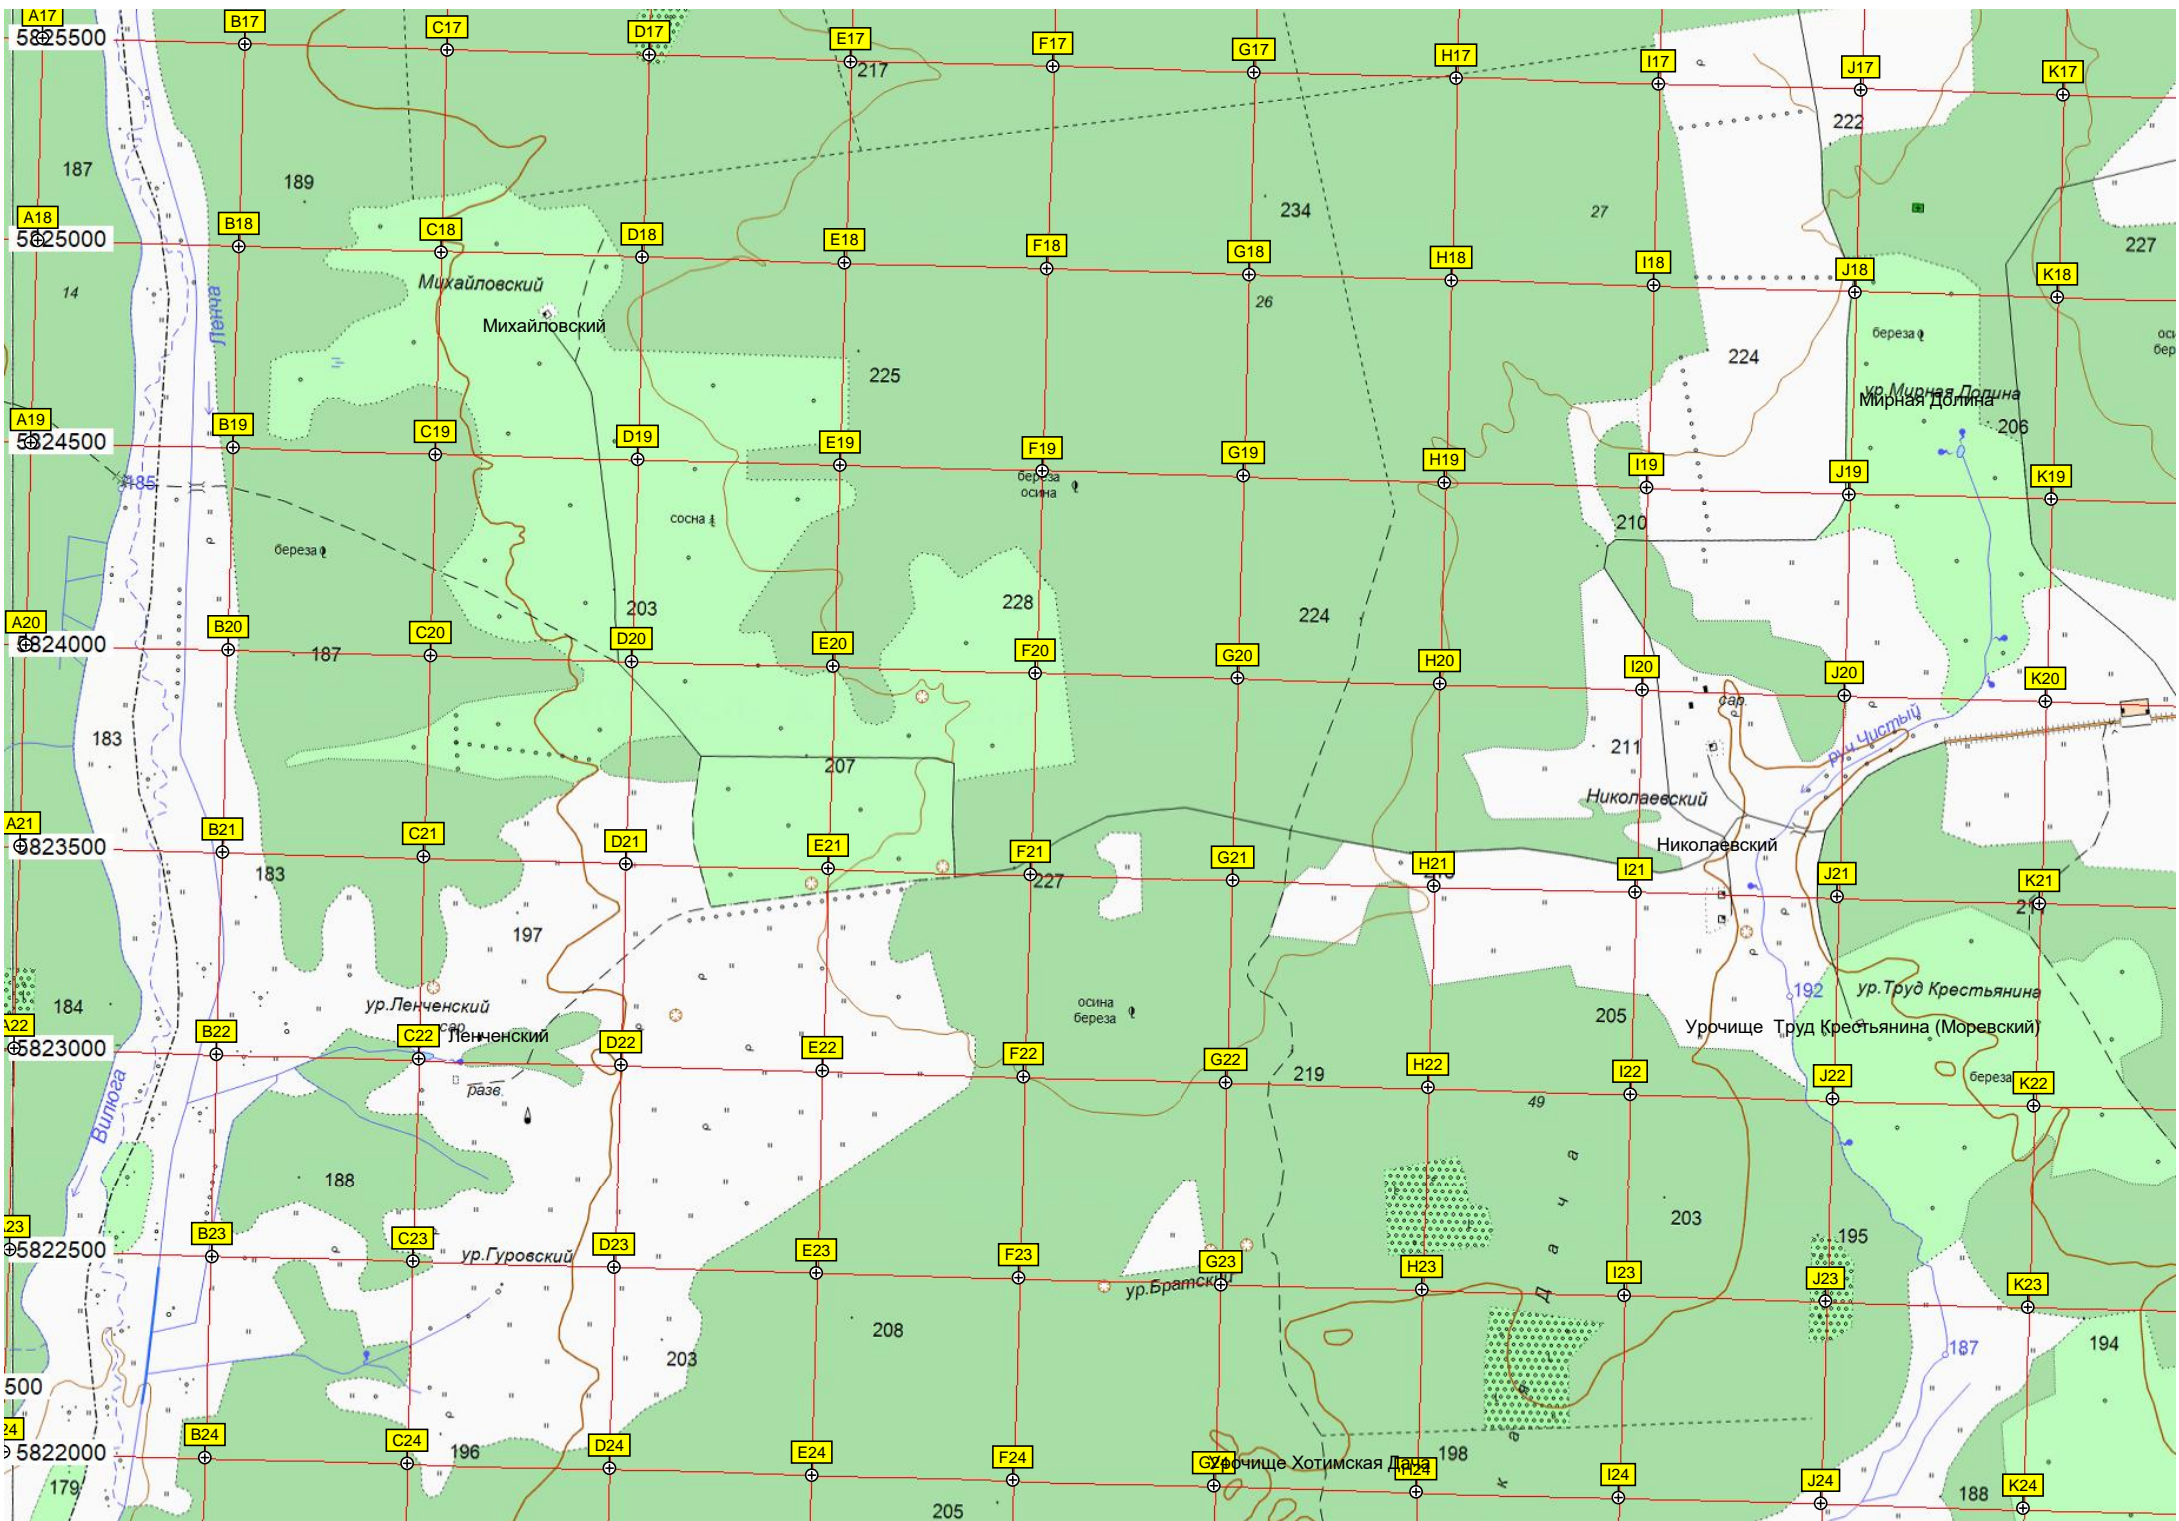 A17
B17
C17
D17
E17
F17
G17
H17
I17
J17
K17
5825500
217
222
187
189
234
27
227
A18
B18
C18
D18
E18
F18
G18
H18
I18
J18
K18
5825000
Михайловский
Михайловский
14
Ленча
26
береза
225
224
ур.Мирная Долина
Мирная Долина
206
A19
B19
C19
D19
E19
F19
G19
H19
I19
J19
K19
5824500
185
береза
осина
сосна
210
береза
203
228
224
A20
B20
C20
D20
E20
F20
G20
H20
I20
J20
K20
5824000
187
сар.
руч.Чистый
183
207
211
Николаевский
A21
B21
C21
D21
E21
F21
G21
H21
I21
J21
K21
5823500
Николаевский
183
227
197
184
ур.Ленченский
сар.
Ленченский
осина
береза
192
ур.Труд Крестьянина
205
Урочище Труд Крестьянина (Моревский)
A22
B22
C22
D22
E22
F22
G22
H22
I22
J22
K22
5823000
219
береза
разв.
49
Вилюга
188
203
195
23
B23
C23
D23
E23
F23
G23
H23
I23
J23
K23
5822500
ур.Гуровский
ур.Братский
Дача
208
203
187
194
500
24
B24
C24
D24
E24
F24
G24
H24
I24
J24
K24
5822000
196
198
Урочище Хотимская Дача
к а я
179
205
188